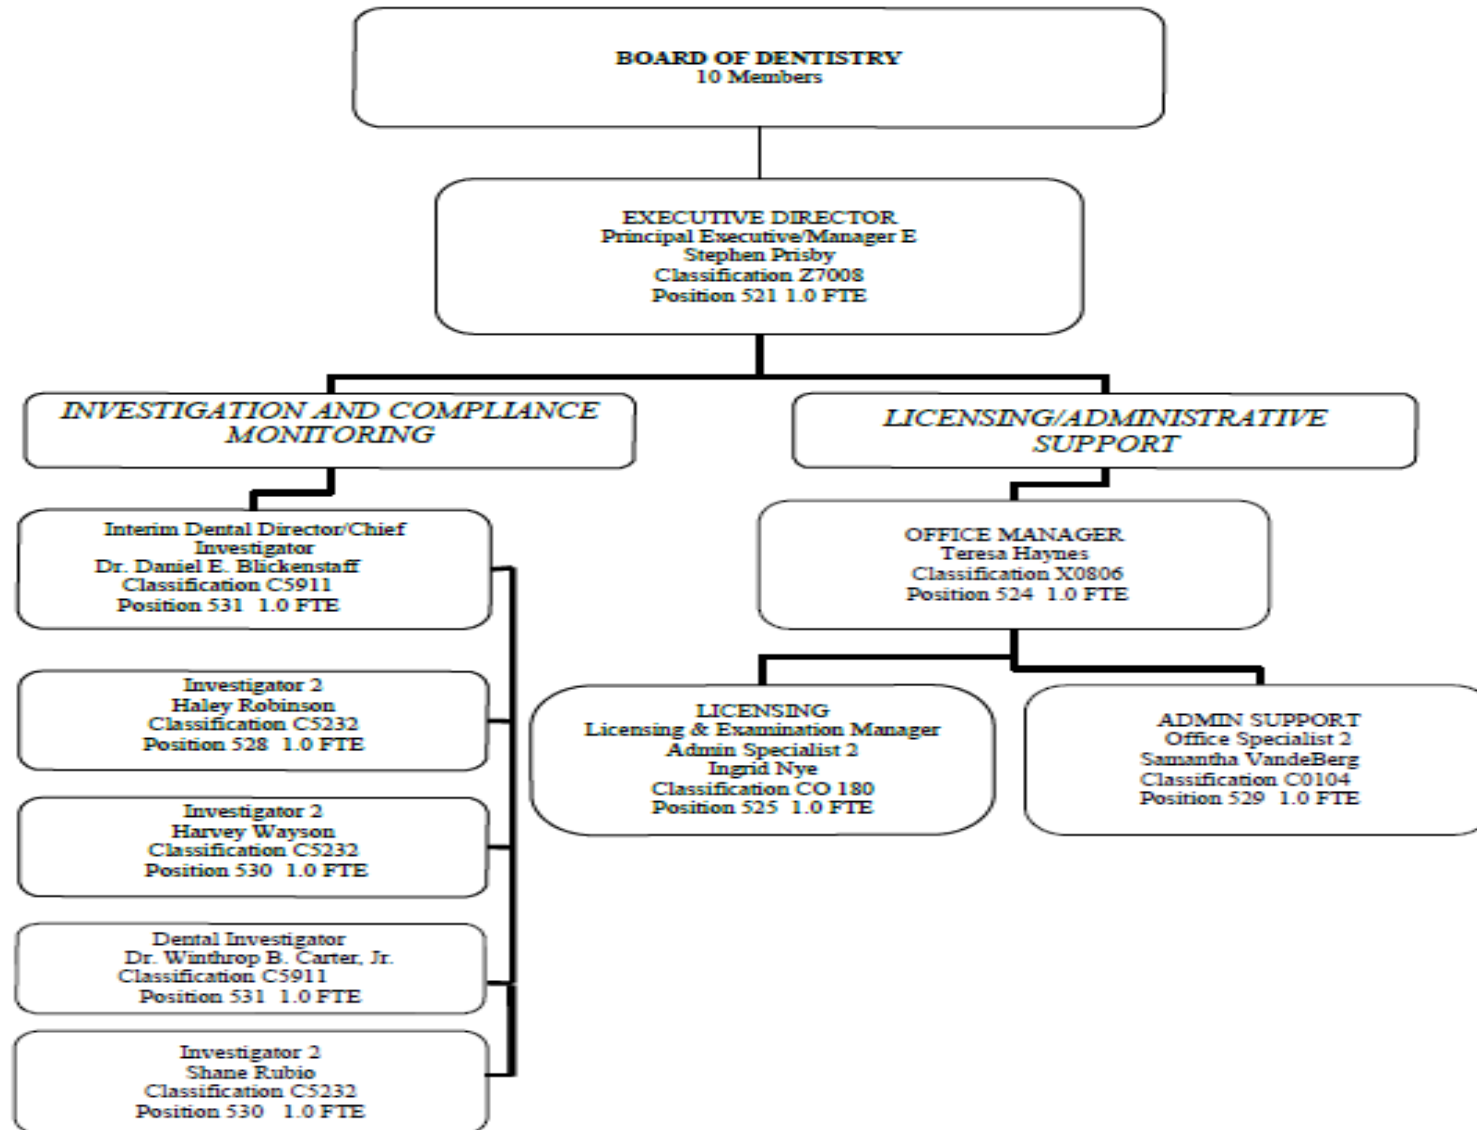 BOARD OF DENTISTRY
10 Members
EXECUTIVE DIRECTOR
Principal Executive/Manager E
Stephen Prisby
Classification Z7008
Position 521 1.0 FTE
INVESTIGATION AND COMPLIANCE
MONITORING
LICENSING/ADMINISTRATIVE
SUPPORT
Interim Dental Director/Chief
Investigator
Dr. Daniel E. Blickenstaff
Classification C5911
Position 531 1.0 FTE
Investigator 2
Haley Robinson
Classification C5232
Position 528 1.0 FTE
Investigator 2
Harvey Wayson
Classification C5232
Position 530 1.0 FTE
Dental Investigator
Dr. Winthrop B. Carter, Jr.
Classification C5911
Position 531 1.0 FTE
Investigator 2
Shane Rubio
Classification C5232
Position 530 1.0 FTE
OFFICE MANAGER
Teresa Haynes
Classification X0806
Position 524 1.0 FTE
LICENSING
Licensing & Examination Manager
Admin Specialist 2
Ingrid Nye
Classification CO 180
Position 525 1.0 FTE
ADMIN SUPPORT
Office Specialist 2
Samantha VandeBerg
Classification C0104
Position 529 1.0 FTE